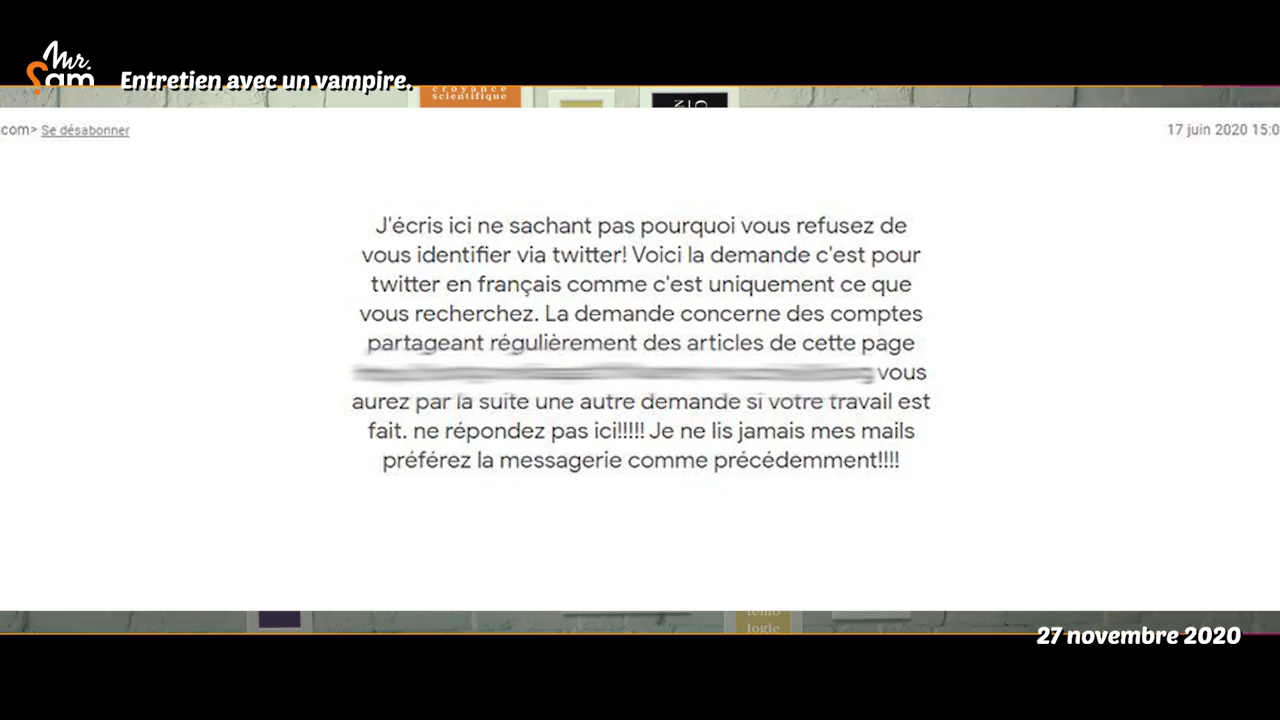 Mr.
Sam
Entretien avec un vampire.
croyance
scientifique
com> Se désabonner
17 juin 2020 15:0
J'écris ici ne sachant pas pourquoi vous refusez de
vous identifier via twitter! Voici la demande c'est pour
twitter en français comme c'est uniquement ce que
vous recherchez. La demande concerne des comptes
partageant régulièrement des articles de cette page
vous
aurez par la suite une autre demande si votre travail est
fait. ne répondez pas ici!!!!! Je ne lis jamais mes mails
préférez la messagerie comme précédemment!!!!
logie
27 novembre 2020